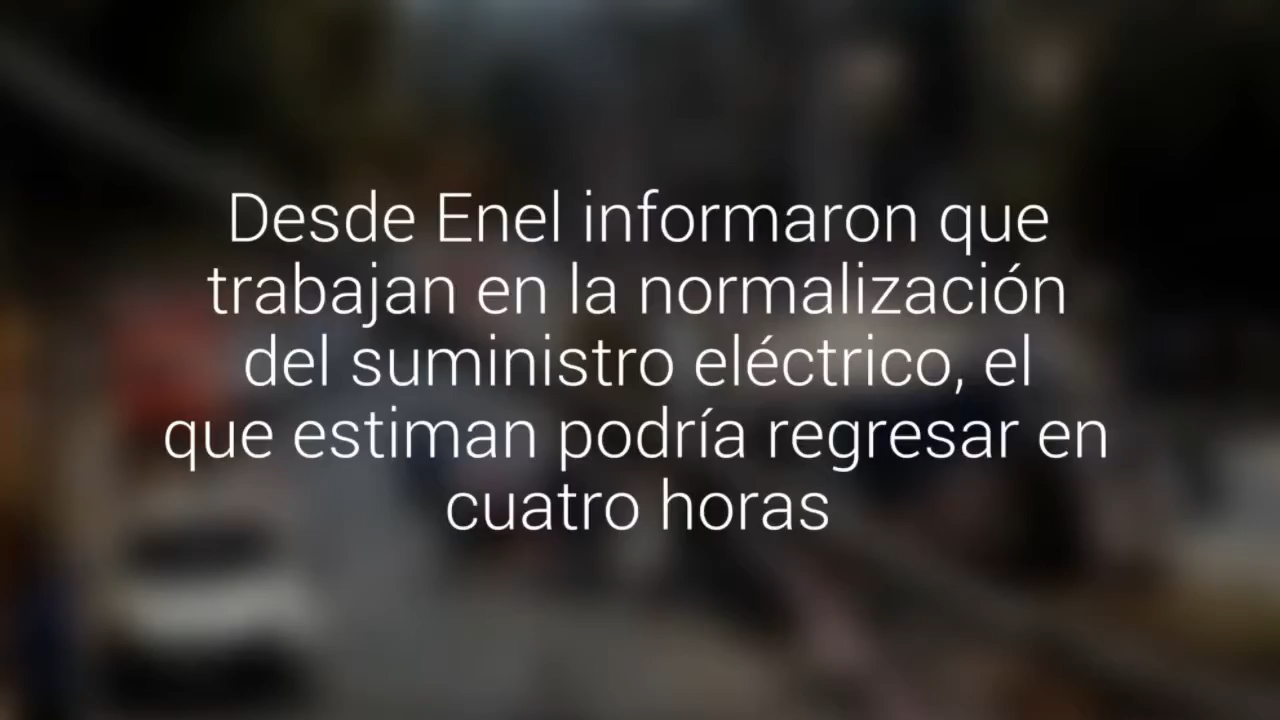 Desde Enel informaron que
trabajan en la normalización
del suministro eléctrico, el
que estiman podría regresar en
cuatro horas